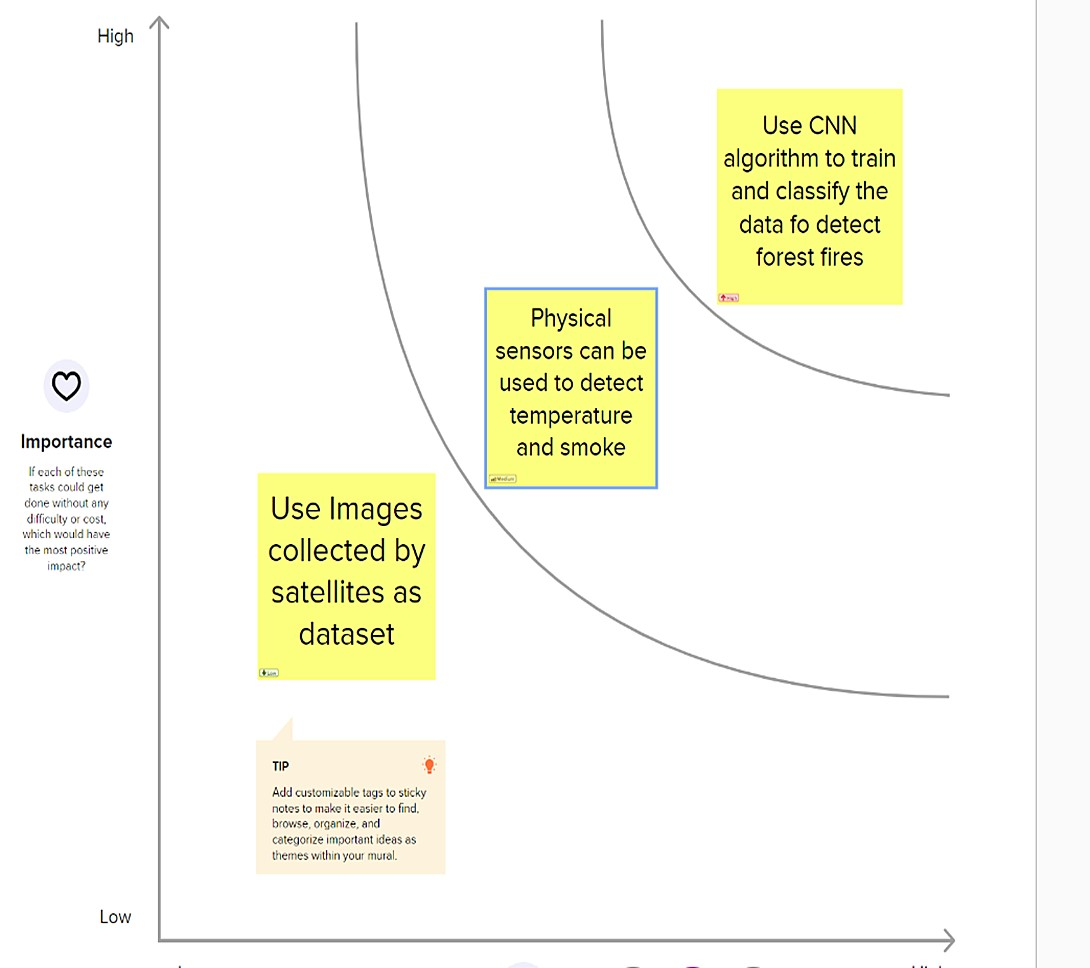 High
Use CNN
algorithm to train
and classify the
data fo detect
forest fires
High
Physical
sensors can be
used to detect
temperature
and smoke
Medium
Importance
If each of these
tasks could get
done without any
difficulty or cost,
which would have
the most positive
impact?
Use Images
collected by
satellites as
dataset
Low
TIP
Add customizable tags to sticky
notes to make it easier to find,
browse, organize, and
categorize important ideas as
themes within your mural.
Low